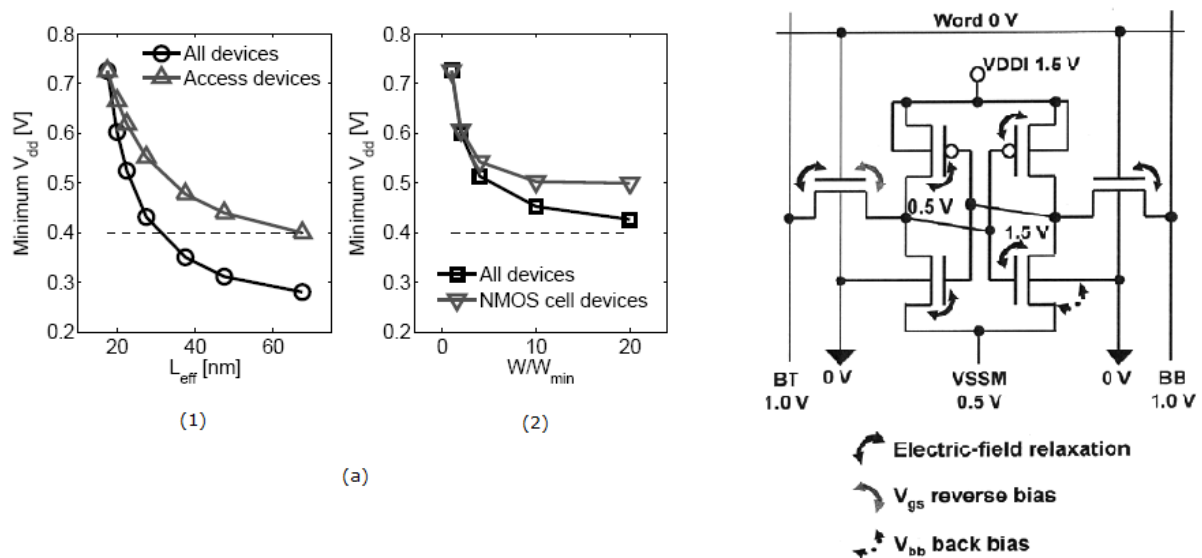 0.8
0.7
0.6
0.5
0.4
0.3
0.2
Minimum V_dd [V]
All devices
Access devices
20 40 60
L_eff [nm]
(1)
0.8
0.7
0.6
0.5
0.4
0.3
0.2
Minimum V_dd [V]
All devices
NMOS cell devices
0 5 10 15 20
W/W_min
(2)
(a)
Word 0 V
VDDI 1.5 V
0.5 V
1.5 V
BT
1.0 V
0 V
VSSM
0.5 V
0 V
BB
1.0 V
Electric-field relaxation
V_gs reverse bias
V_bb back bias